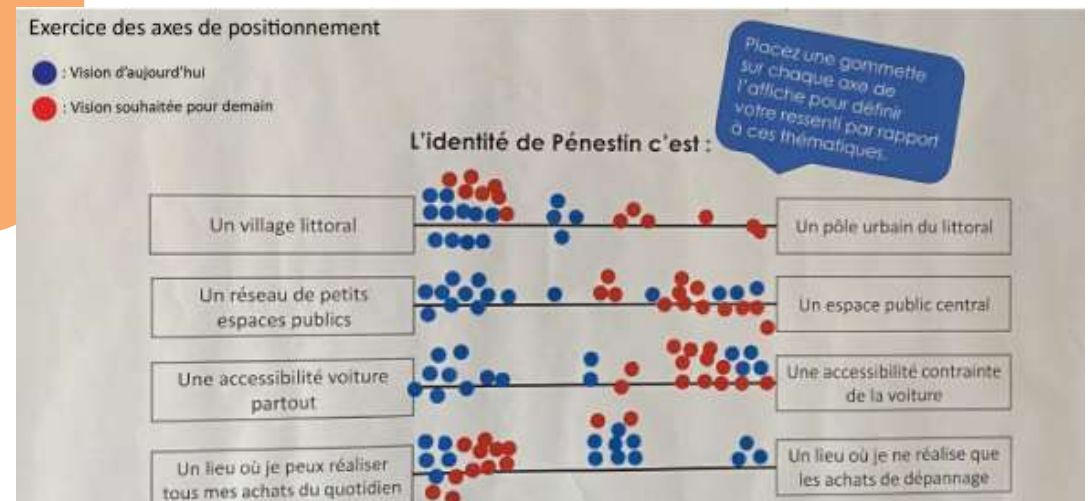 Exercice des axes de positionnement
: Vision d'aujourd'hui
: Vision souhaitée pour demain
Placez une gommette
sur chaque axe de
l'affiche pour définir
votre ressenti par rapport
à ces thématiques.
L'identité de Pénestin c'est :
Un village littoral
Un pôle urbain du littoral
Un réseau de petits
espaces publics
Un espace public central
Une accessibilité voiture
partout
Une accessibilité contrainte
de la voiture
Un lieu où je peux réaliser
tous mes achats du quotidien
Un lieu où je ne réalise que
les achats de dépannage